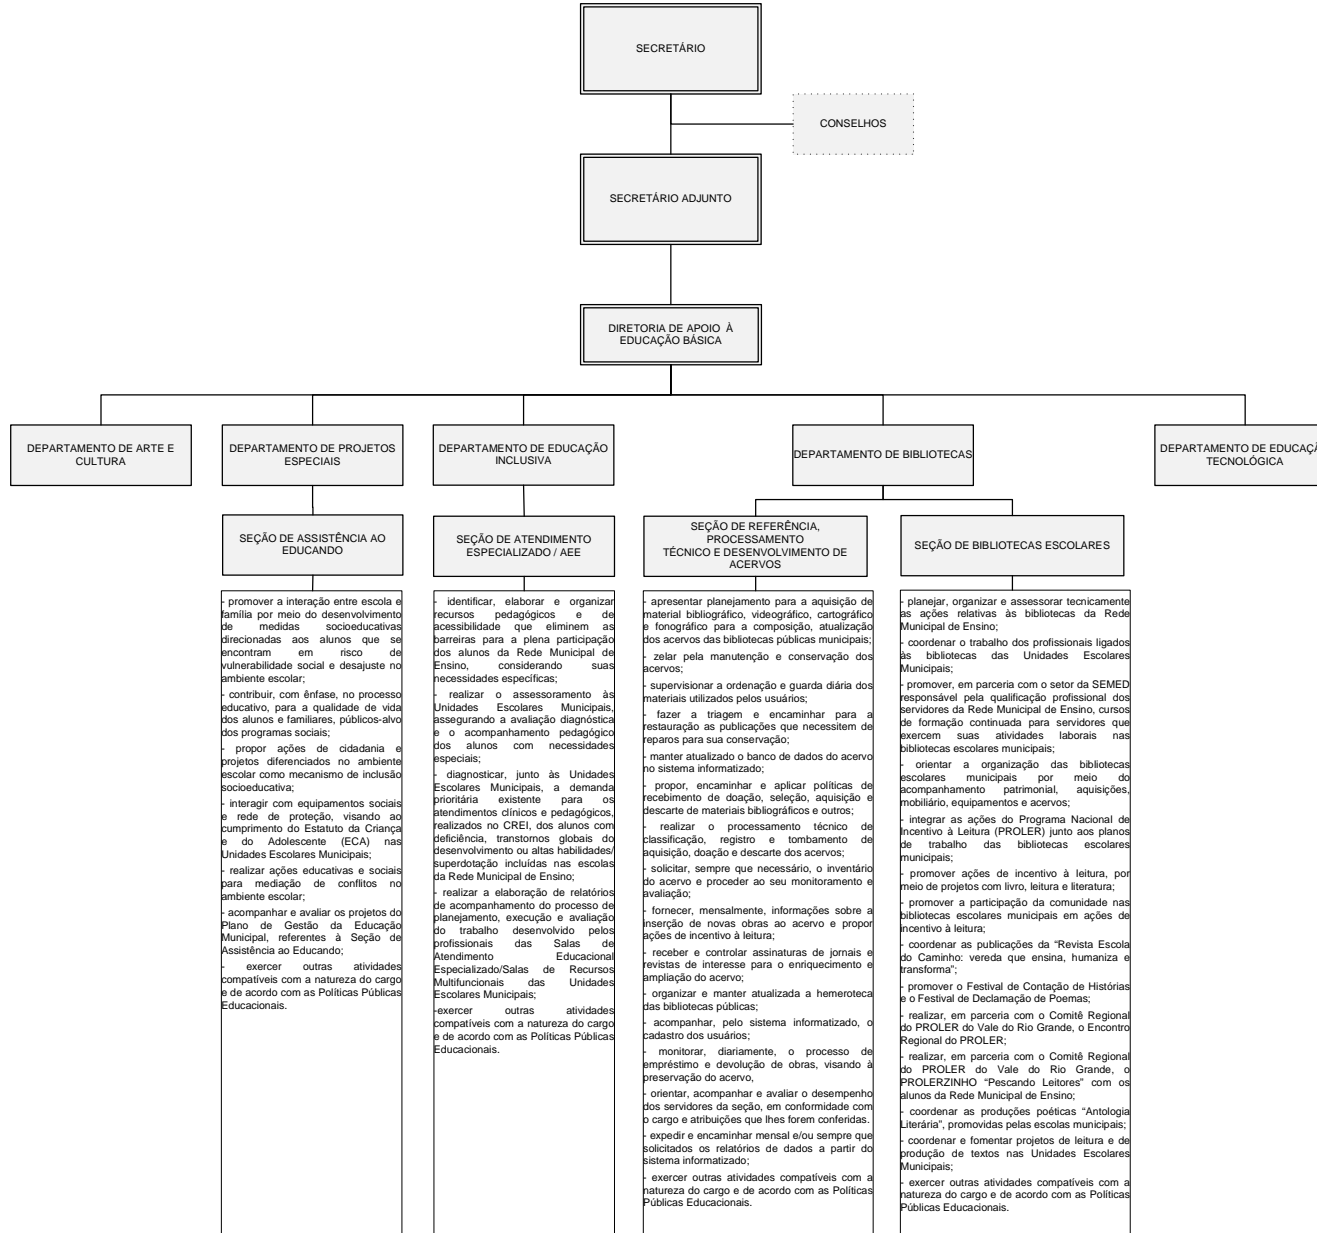 SECRETÁRIO
CONSELHOS
SECRETÁRIO ADJUNTO
DIRETORIA DE APOIO À
EDUCAÇÃO BÁSICA
DEPARTAMENTO DE ARTE E
CULTURA
DEPARTAMENTO DE PROJETOS
ESPECIAIS
DEPARTAMENTO DE EDUCAÇÃO
INCLUSIVA
DEPARTAMENTO DE BIBLIOTECAS
DEPARTAMENTO DE EDUCAÇÃ
TECNOLÓGICA
SEÇÃO DE ASSISTÊNCIA AO
EDUCANDO
SEÇÃO DE ATENDIMENTO
ESPECIALIZADO / AEE
SEÇÃO DE REFERÊNCIA,
PROCESSAMENTO
TÉCNICO E DESENVOLVIMENTO DE
ACERVOS
SEÇÃO DE BIBLIOTECAS ESCOLARES
- promover a interação entre escola e
família por meio do desenvolvimento
de medidas socioeducativas
direcionadas aos alunos que se
encontram em risco de
vulnerabilidade social e desajuste no
ambiente escolar;
- contribuir, com ênfase, no processo
educativo, para a qualidade de vida
dos alunos e familiares, públicos-alvo
dos programas sociais;
- propor ações de cidadania e
projetos diferenciados no ambiente
escolar como mecanismo de inclusão
socioeducativa;
- interagir com equipamentos sociais
e rede de proteção, visando ao
cumprimento do Estatuto da Criança
e do Adolescente (ECA) nas
Unidades Escolares Municipais;
- realizar ações educativas e sociais
para mediação de conflitos no
ambiente escolar;
- acompanhar e avaliar os projetos do
Plano de Gestão da Educação
Municipal, referentes à Seção de
Assistência ao Educando;
- exercer outras atividades
compatíveis com a natureza do cargo
e de acordo com as Políticas Públicas
Educacionais.
- identificar, elaborar e organizar
recursos pedagógicos e de
acessibilidade que eliminem as
barreiras para a plena participação
dos alunos da Rede Municipal de
Ensino, considerando suas
necessidades específicas;
- realizar o assessoramento às
Unidades Escolares Municipais,
assegurando a avaliação diagnóstica
e o acompanhamento pedagógico
dos alunos com necessidades
especiais;
- diagnosticar, junto às Unidades
Escolares Municipais, a demanda
prioritária existente para os
atendimentos clínicos e pedagógicos,
realizados no CREI, dos alunos com
deficiência, transtornos globais do
desenvolvimento ou altas habilidades/
superdotação incluídas nas escolas
da Rede Municipal de Ensino;
- realizar a elaboração de relatórios
de acompanhamento do processo de
planejamento, execução e avaliação
do trabalho desenvolvido pelos
profissionais das Salas de
Atendimento Educacional
Especializado/Salas de Recursos
Multifuncionais das Unidades
Escolares Municipais;
-exercer outras atividades
compatíveis com a natureza do cargo
e de acordo com as Políticas Públicas
Educacionais.
- apresentar planejamento para a aquisição de
material bibliográfico, videográfico, cartográfico
e fonográfico para a composição, atualização
dos acervos das bibliotecas públicas municipais;
- zelar pela manutenção e conservação dos
acervos;
- supervisionar a ordenação e guarda diária dos
materiais utilizados pelos usuários;
- fazer a triagem e encaminhar para a
restauração as publicações que necessitem de
reparos para sua conservação;
- manter atualizado o banco de dados do acervo
no sistema informatizado;
- propor, encaminhar e aplicar políticas de
recebimento de doação, seleção, aquisição e
descarte de materiais bibliográficos e outros;
- realizar o processamento técnico de
classificação, registro e tombamento de
aquisição, doação e descarte dos acervos;
- solicitar, sempre que necessário, o inventário
do acervo e proceder ao seu monitoramento e
avaliação;
- fornecer, mensalmente, informações sobre a
inserção de novas obras ao acervo e propor
ações de incentivo à leitura;
- receber e controlar assinaturas de jornais e
revistas de interesse para o enriquecimento e
ampliação do acervo;
- organizar e manter atualizada a hemeroteca
das bibliotecas públicas;
- acompanhar, pelo sistema informatizado, o
cadastro dos usuários;
- monitorar, diariamente, o processo de
empréstimo e devolução de obras, visando à
preservação do acervo,
- orientar, acompanhar e avaliar o desempenho
dos servidores da seção, em conformidade com
o cargo e atribuições que lhes forem conferidas.
- expedir e encaminhar mensal e/ou sempre que
solicitados os relatórios de dados a partir do
sistema informatizado;
- exercer outras atividades compatíveis com a
natureza do cargo e de acordo com as Políticas
Públicas Educacionais.
- planejar, organizar e assessorar tecnicamente
as ações relativas às bibliotecas da Rede
Municipal de Ensino;
- coordenar o trabalho dos profissionais ligados
às bibliotecas das Unidades Escolares
Municipais;
- promover, em parceria com o setor da SEMED
responsável pela qualificação profissional dos
servidores da Rede Municipal de Ensino, cursos
de formação continuada para servidores que
exercem suas atividades laborais nas
bibliotecas escolares municipais;
- orientar a organização das bibliotecas
escolares municipais por meio do
acompanhamento patrimonial, aquisições,
mobiliário, equipamentos e acervos;
- integrar as ações do Programa Nacional de
Incentivo à Leitura (PROLER) junto aos planos
de trabalho das bibliotecas escolares
municipais;
- promover ações de incentivo à leitura, por
meio de projetos com livro, leitura e literatura;
- promover a participação da comunidade nas
bibliotecas escolares municipais em ações de
incentivo à leitura;
- coordenar as publicações da “Revista Escola
do Caminho: vereda que ensina, humaniza e
transforma”;
- promover o Festival de Contação de Histórias
e o Festival de Declamação de Poemas;
- realizar, em parceria com o Comitê Regional
do PROLER do Vale do Rio Grande, o Encontro
Regional do PROLER;
- realizar, em parceria com o Comitê Regional
do PROLER do Vale do Rio Grande, o
PROLERZINHO “Pescando Leitores” com os
alunos da Rede Municipal de Ensino;
- coordenar as produções poéticas “Antologia
Literária”, promovidas pelas escolas municipais;
- coordenar e fomentar projetos de leitura e de
produção de textos nas Unidades Escolares
Municipais;
- exercer outras atividades compatíveis com a
natureza do cargo e de acordo com as Políticas
Públicas Educacionais.